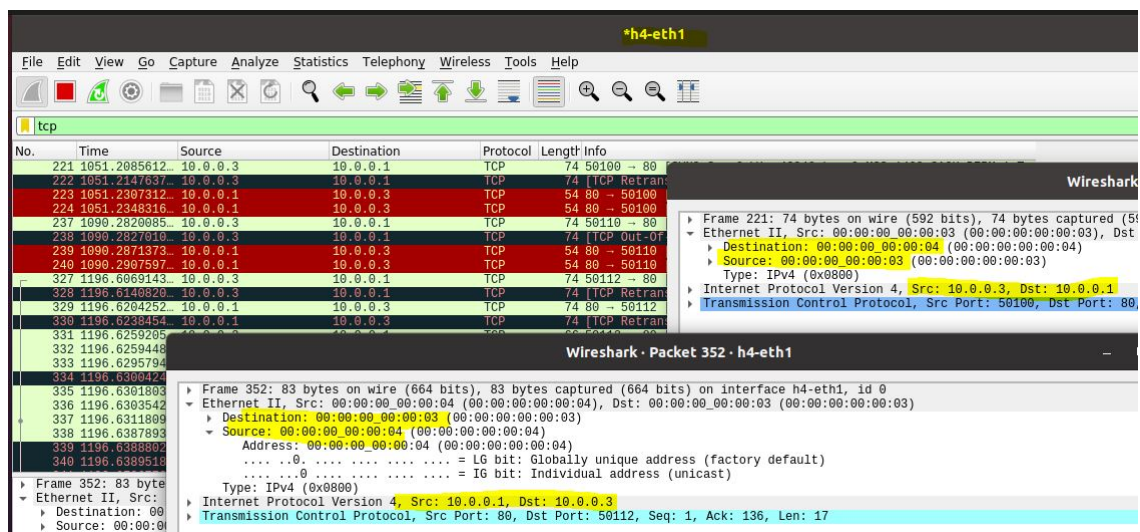 *h4-eth1
File Edit View Go Capture Analyze Statistics Telephony Wireless Tools Help
tcp
No. Time Source Destination Protocol Length Info
221 1051.2085612… 10.0.0.3 10.0.0.1 TCP 74 50100 → 80
222 1051.2147637… 10.0.0.3 10.0.0.1 TCP 74 [TCP Retran
223 1051.2307312… 10.0.0.1 10.0.0.3 TCP 54 80 → 50100
224 1051.2348316… 10.0.0.1 10.0.0.3 TCP 54 80 → 50100
237 1090.2820085… 10.0.0.3 10.0.0.1 TCP 74 50110 → 80
238 1090.2827010… 10.0.0.3 10.0.0.1 TCP 74 [TCP Out-Of
239 1090.2871373… 10.0.0.1 10.0.0.3 TCP 54 80 → 50110
240 1090.2907597… 10.0.0.1 10.0.0.3 TCP 54 80 → 50110
327 1196.6069143… 10.0.0.3 10.0.0.1 TCP 74 50112 → 80
328 1196.6140820… 10.0.0.3 10.0.0.1 TCP 74 [TCP Retran
329 1196.6204252… 10.0.0.1 10.0.0.3 TCP 74 80 → 50112
330 1196.6238454… 10.0.0.1 10.0.0.3 TCP 74 [TCP Retran
331 1196.6259205
332 1196.6259448
333 1196.6295794
334 1196.6300424
335 1196.6301803
336 1196.6303542
337 1196.6311809
338 1196.6387893
339 1196.6388802
340 1196.6389518
Frame 352: 83 byte
Ethernet II, Src:
Destination: 00
Source: 00:00:00
Wireshark
Frame 221: 74 bytes on wire (592 bits), 74 bytes captured (59
Ethernet II, Src: 00:00:00_00:00:03 (00:00:00:00:00:03), Dst
Destination: 00:00:00_00:00:04 (00:00:00:00:00:04)
Source: 00:00:00_00:00:03 (00:00:00:00:00:03)
Type: IPv4 (0x0800)
Internet Protocol Version 4, Src: 10.0.0.3, Dst: 10.0.0.1
Transmission Control Protocol, Src Port: 50100, Dst Port: 80,
Wireshark · Packet 352 · h4-eth1
Frame 352: 83 bytes on wire (664 bits), 83 bytes captured (664 bits) on interface h4-eth1, id 0
Ethernet II, Src: 00:00:00_00:00:04 (00:00:00:00:00:04), Dst: 00:00:00_00:00:03 (00:00:00:00:00:03)
Destination: 00:00:00_00:00:03 (00:00:00:00:00:03)
Source: 00:00:00_00:00:04 (00:00:00:00:00:04)
Address: 00:00:00_00:00:04 (00:00:00:00:00:04)
.... ..0. .... .... .... .... = LG bit: Globally unique address (factory default)
.... ...0 .... .... .... .... = IG bit: Individual address (unicast)
Type: IPv4 (0x0800)
Internet Protocol Version 4, Src: 10.0.0.1, Dst: 10.0.0.3
Transmission Control Protocol, Src Port: 80, Dst Port: 50112, Seq: 1, Ack: 136, Len: 17